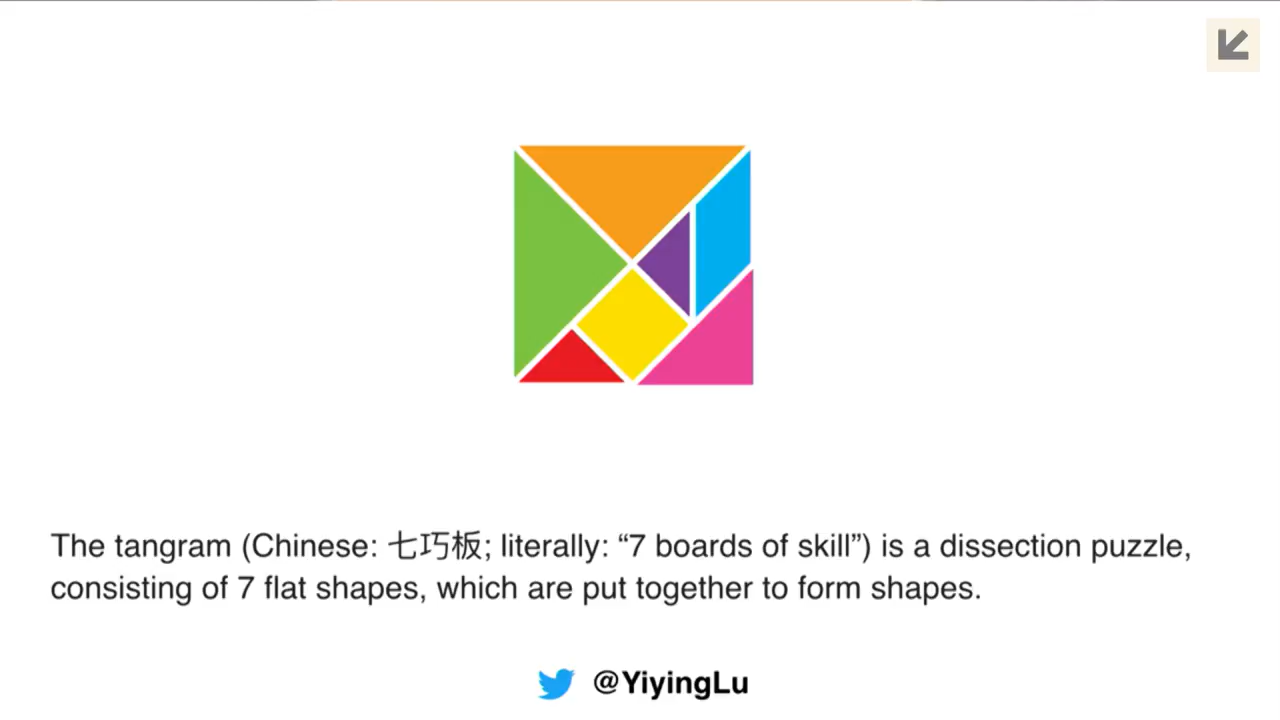 The tangram (Chinese: 七巧板; literally: “7 boards of skill”) is a dissection puzzle,
consisting of 7 flat shapes, which are put together to form shapes.
@YiyingLu